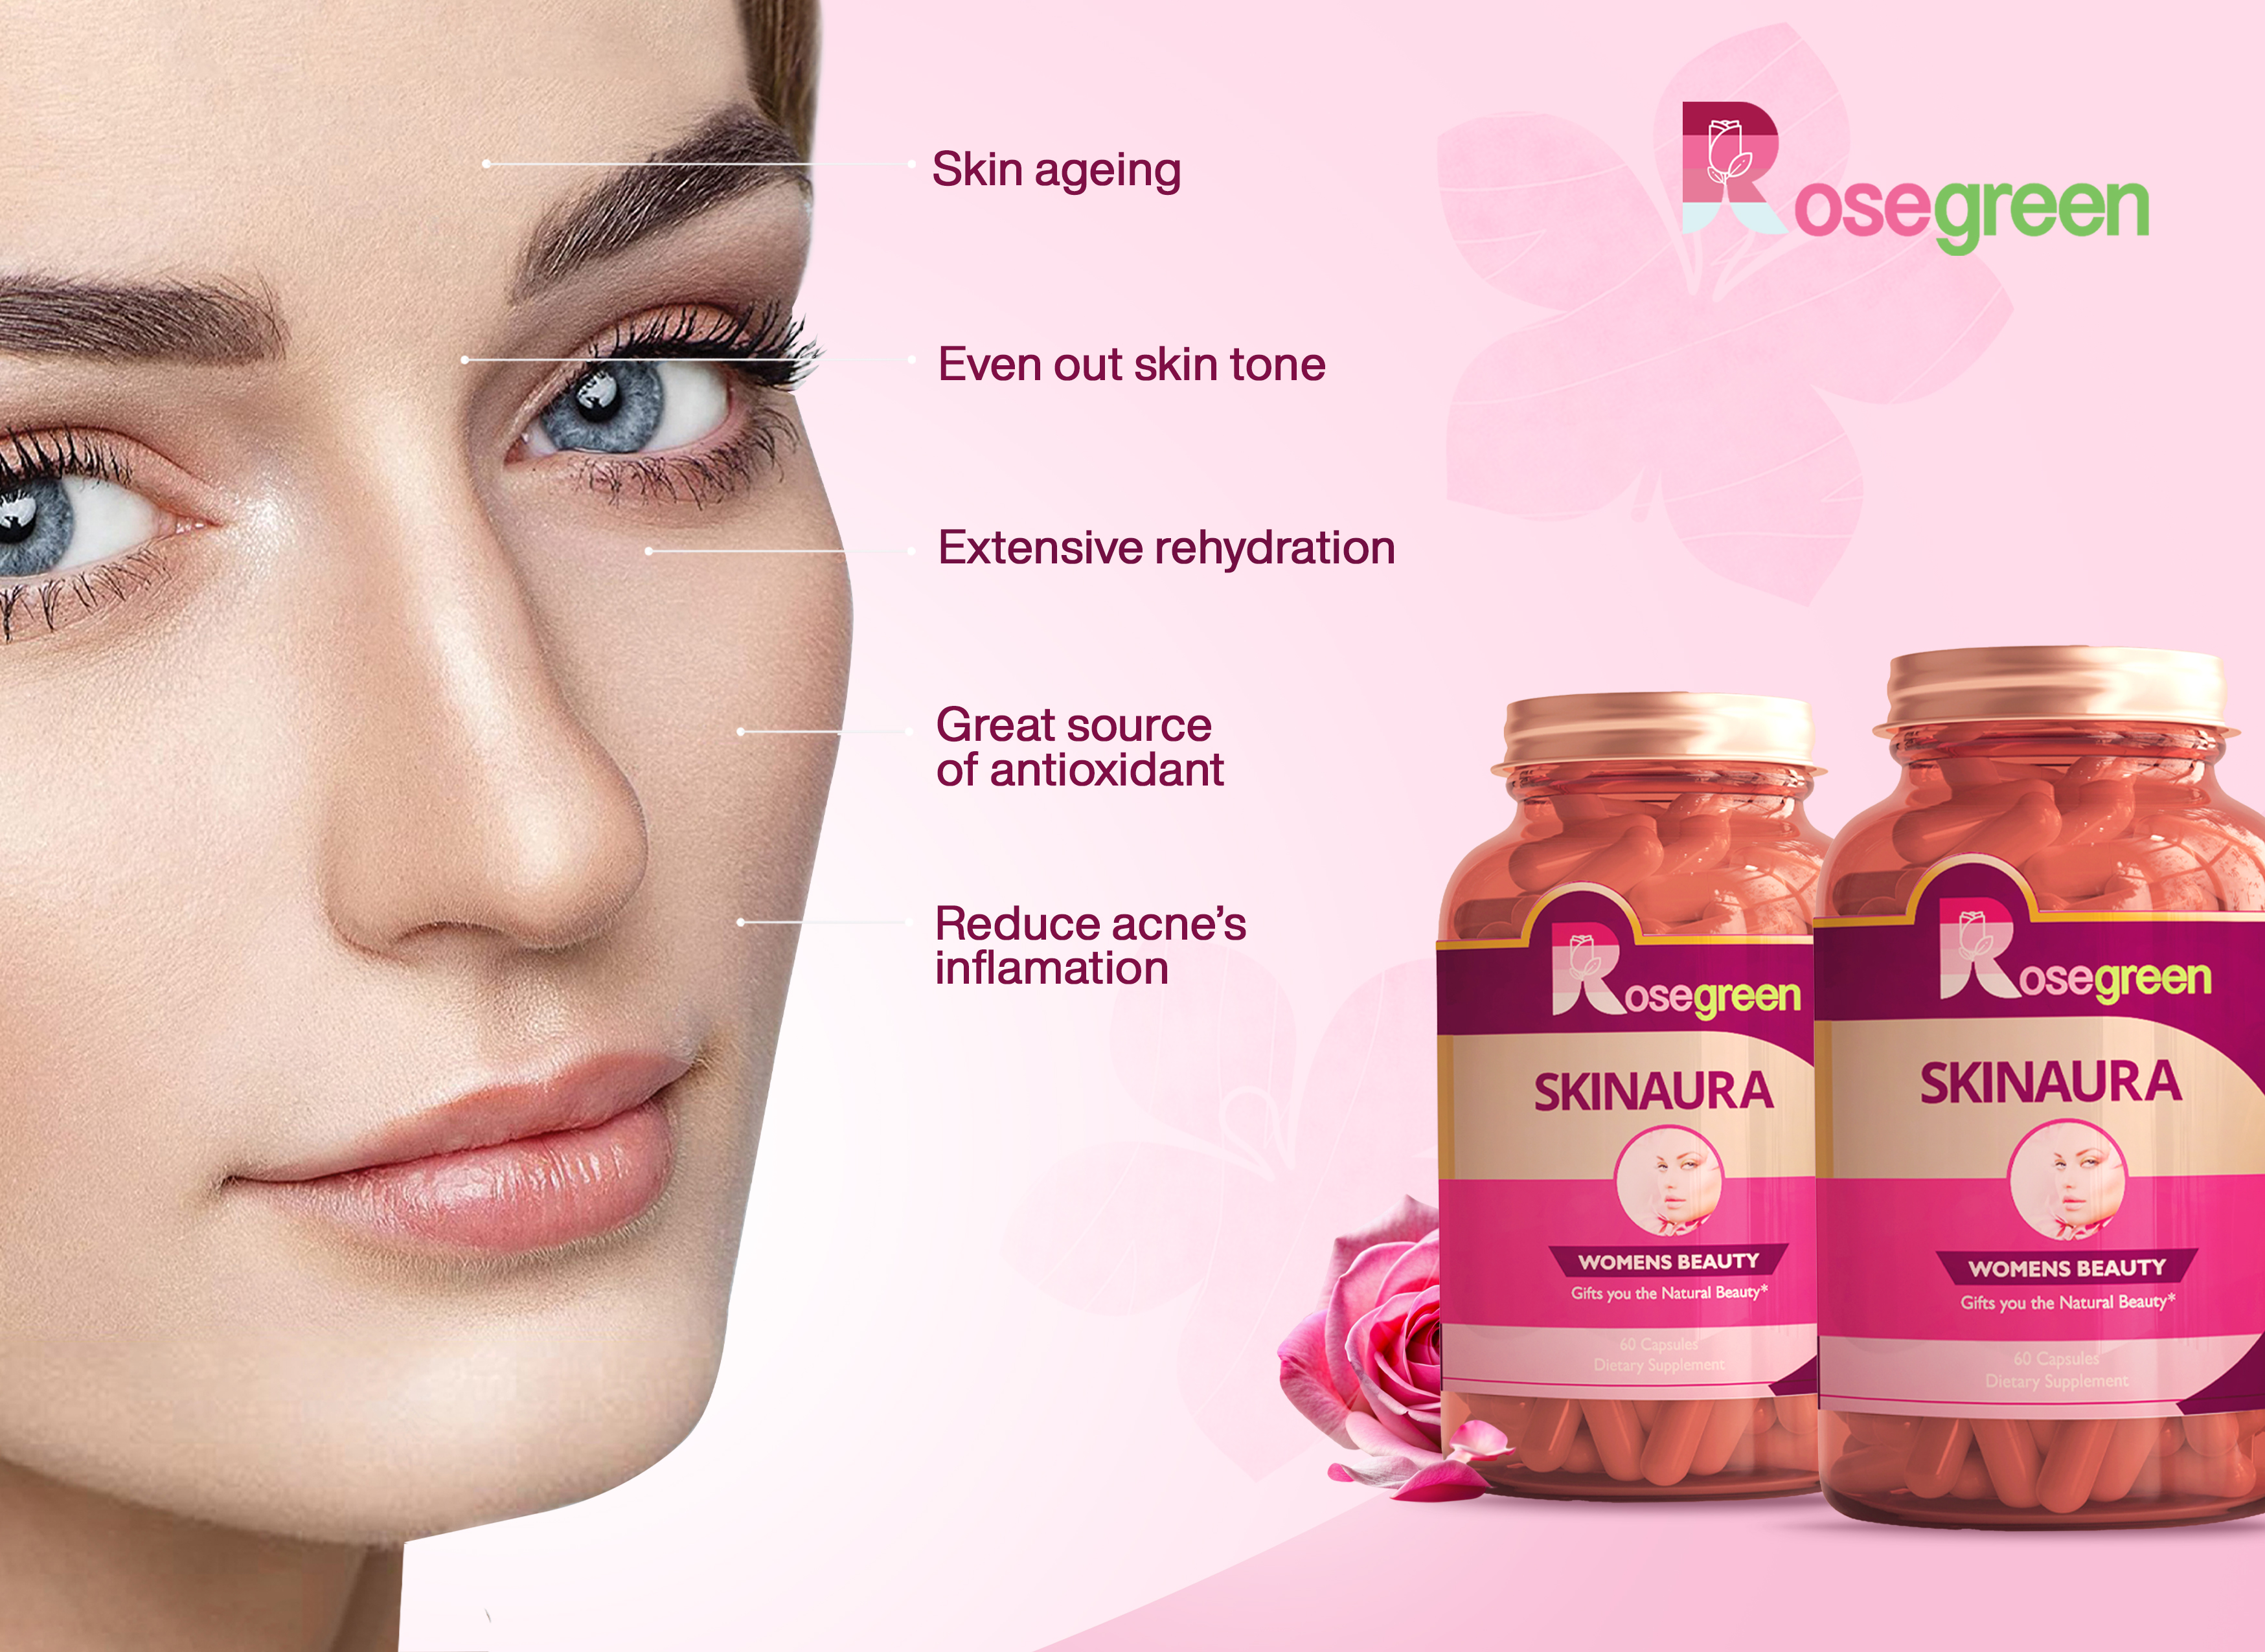 Skin ageing
Even out skin tone
Extensive rehydration
Great source
of antioxidant
Reduce acne’s
inflamation
Rosegreen
Rosegreen
SKINAURA
WOMENS BEAUTY
Gifts you the Natural Beauty*
60 Capsules
Dietary Supplement
Rosegreen
SKINAURA
WOMENS BEAUTY
Gifts you the Natural Beauty*
60 Capsules
Dietary Supplement